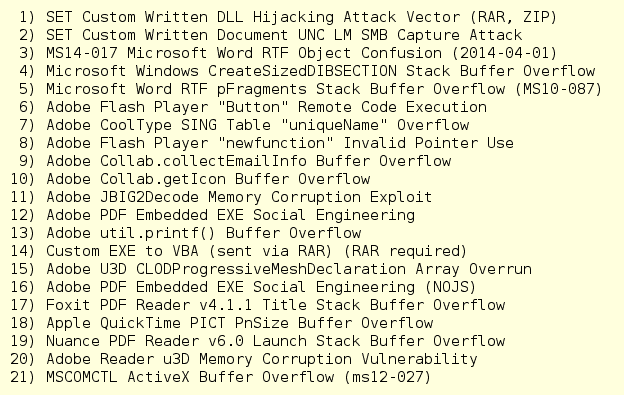 1) SET Custom Written DLL Hijacking Attack Vector (RAR, ZIP)
2) SET Custom Written Document UNC LM SMB Capture Attack
3) MS14-017 Microsoft Word RTF Object Confusion (2014-04-01)
4) Microsoft Windows CreateSizedDIBSECTION Stack Buffer Overflow
5) Microsoft Word RTF pFragments Stack Buffer Overflow (MS10-087)
6) Adobe Flash Player "Button" Remote Code Execution
7) Adobe CoolType SING Table "uniqueName" Overflow
8) Adobe Flash Player "newfunction" Invalid Pointer Use
9) Adobe Collab.collectEmailInfo Buffer Overflow
10) Adobe Collab.getIcon Buffer Overflow
11) Adobe JBIG2Decode Memory Corruption Exploit
12) Adobe PDF Embedded EXE Social Engineering
13) Adobe util.printf() Buffer Overflow
14) Custom EXE to VBA (sent via RAR) (RAR required)
15) Adobe U3D CLODProgressiveMeshDeclaration Array Overrun
16) Adobe PDF Embedded EXE Social Engineering (NOJS)
17) Foxit PDF Reader v4.1.1 Title Stack Buffer Overflow
18) Apple QuickTime PICT PnSize Buffer Overflow
19) Nuance PDF Reader v6.0 Launch Stack Buffer Overflow
20) Adobe Reader u3D Memory Corruption Vulnerability
21) MSCOMCTL ActiveX Buffer Overflow (ms12-027)